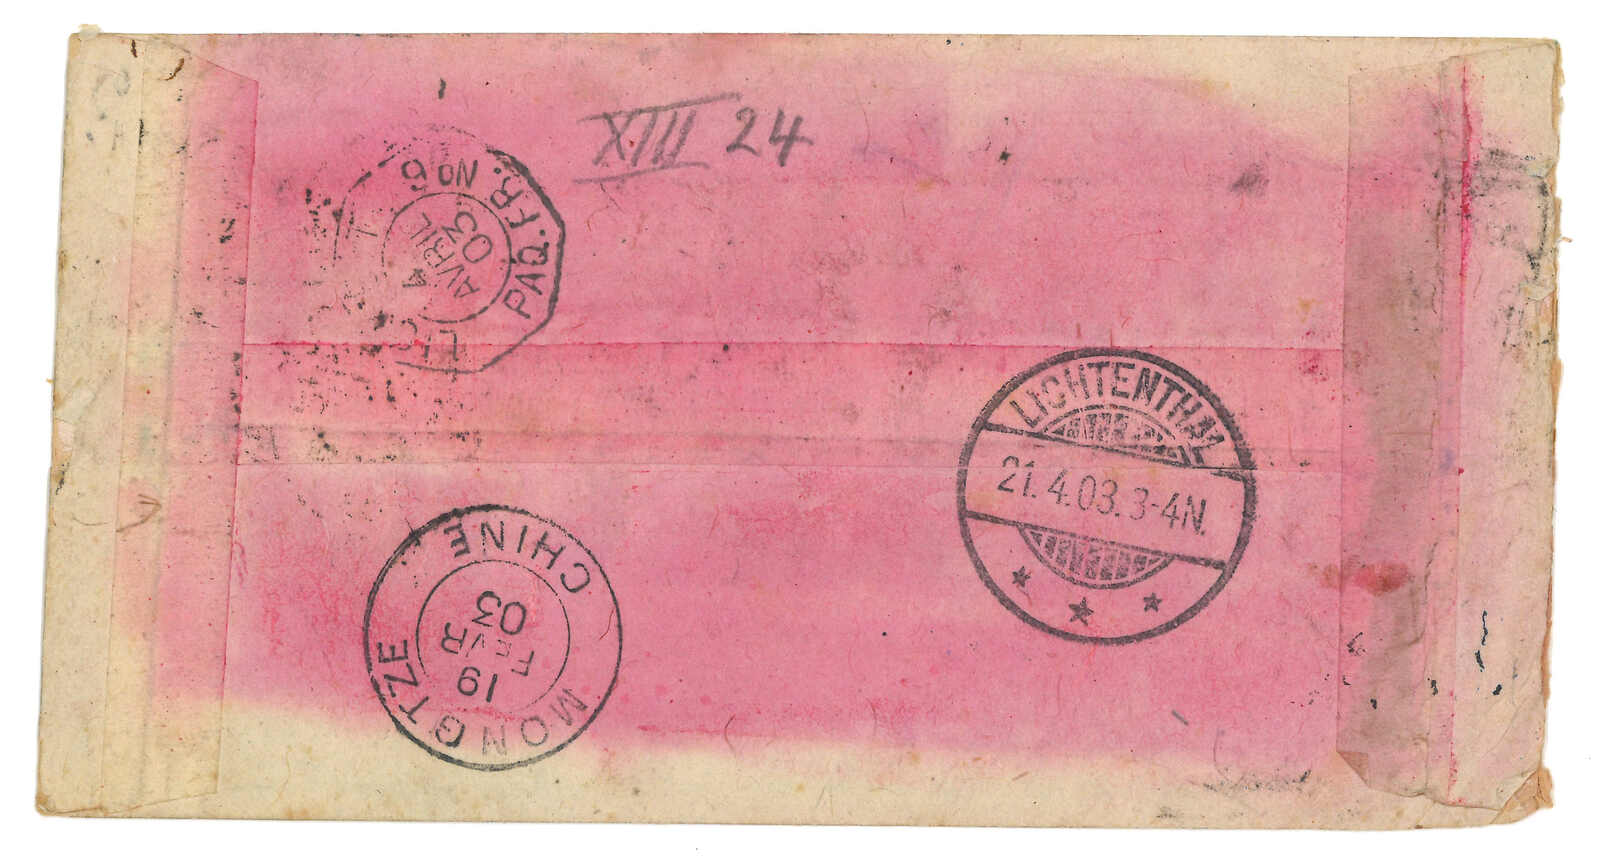 XIII 24
PAQ. FR. No 6
4
AVRIL
03
LICHTENTHAL
21.4.03.3-4N.
MONGTZE
CHINE
19
FEVR
03